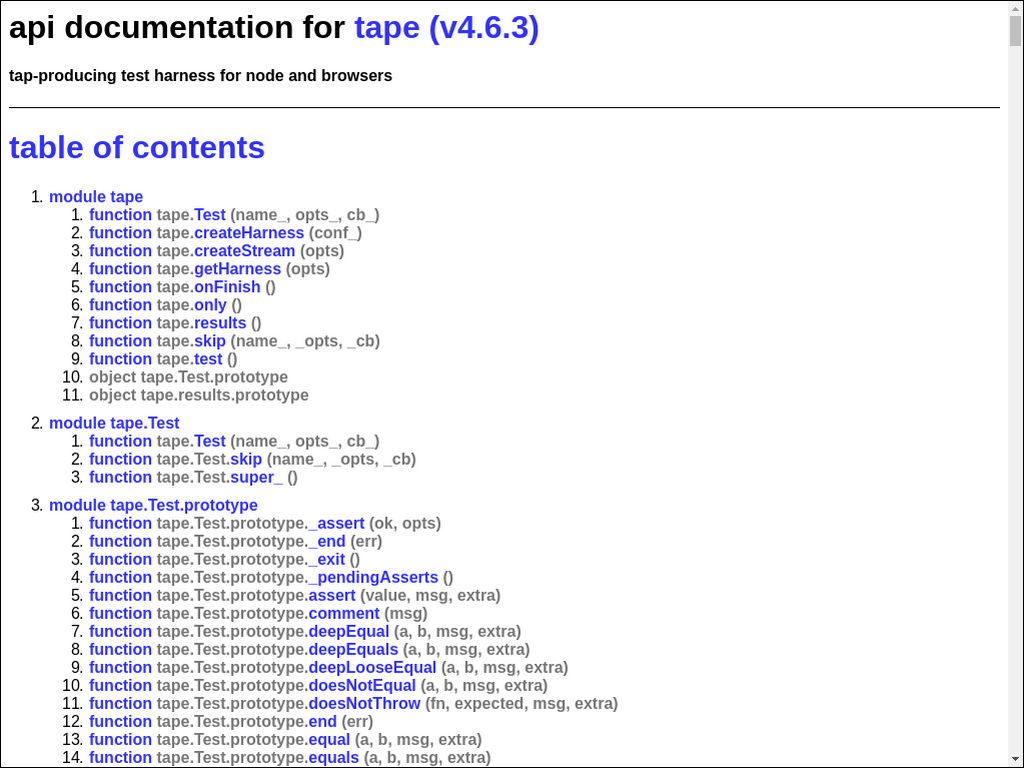 api documentation for tape (v4.6.3)
tap-producing test harness for node and browsers
table of contents
1. module tape
1. function tape.Test (name_, opts_, cb_)
2. function tape.createHarness (conf_)
3. function tape.createStream (opts)
4. function tape.getHarness (opts)
5. function tape.onFinish ()
6. function tape.only ()
7. function tape.results ()
8. function tape.skip (name_, _opts, _cb)
9. function tape.test ()
10. object tape.Test.prototype
11. object tape.results.prototype
2. module tape.Test
1. function tape.Test (name_, opts_, cb_)
2. function tape.Test.skip (name_, _opts, _cb)
3. function tape.Test.super_ ()
3. module tape.Test.prototype
1. function tape.Test.prototype._assert (ok, opts)
2. function tape.Test.prototype._end (err)
3. function tape.Test.prototype._exit ()
4. function tape.Test.prototype._pendingAsserts ()
5. function tape.Test.prototype.assert (value, msg, extra)
6. function tape.Test.prototype.comment (msg)
7. function tape.Test.prototype.deepEqual (a, b, msg, extra)
8. function tape.Test.prototype.deepEquals (a, b, msg, extra)
9. function tape.Test.prototype.deepLooseEqual (a, b, msg, extra)
10. function tape.Test.prototype.doesNotEqual (a, b, msg, extra)
11. function tape.Test.prototype.doesNotThrow (fn, expected, msg, extra)
12. function tape.Test.prototype.end (err)
13. function tape.Test.prototype.equal (a, b, msg, extra)
14. function tape.Test.prototype.equals (a, b, msg, extra)